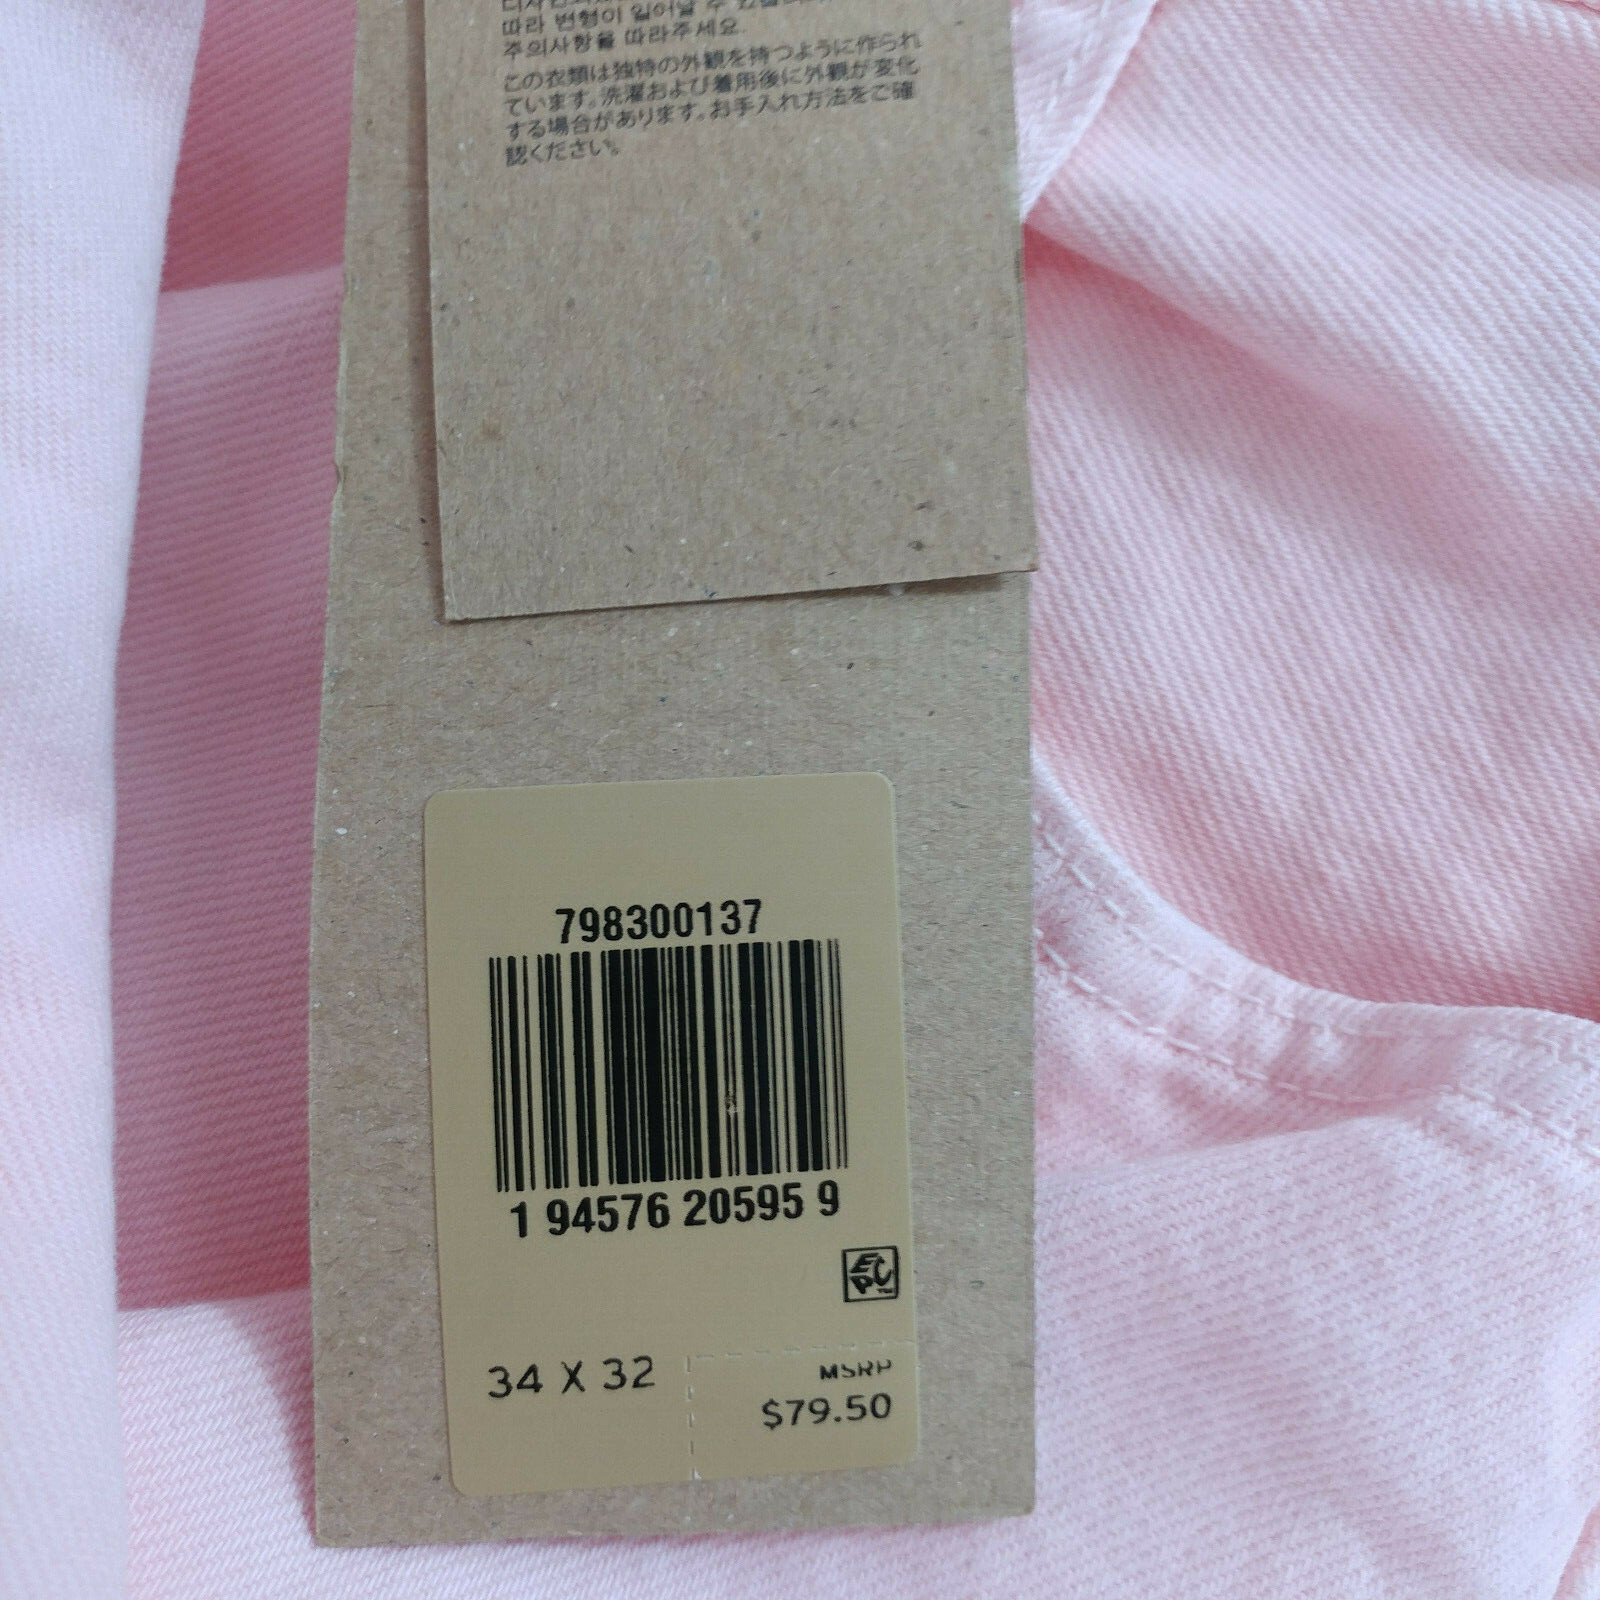 따라 변형이 일어날 수
주의사항을 따라주세요.
この衣類は独特の外観を持つように作られ
ています。洗濯および着用後に外観が変化
する場合があります。お手入れ方法をご確
認ください。
798300137
1 94576 20595 9
EPC
34 X 32
MSRP
$79.50